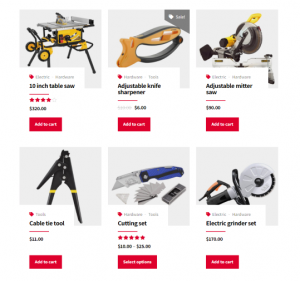 Sale!
Electric Hardware
10 inch table saw
$320.00
Add to cart
Hardware Tools
Adjustable knife
sharpener
$6.00
Add to cart
Electric Hardware
Adjustable mitter
saw
$90.00
Add to cart
Tools
Cable tie tool
$11.00
Add to cart
Hardware Tools
Cutting set
$10.00 – $25.00
Select options
Electric Hardware
Electric grinder set
$170.00
Add to cart